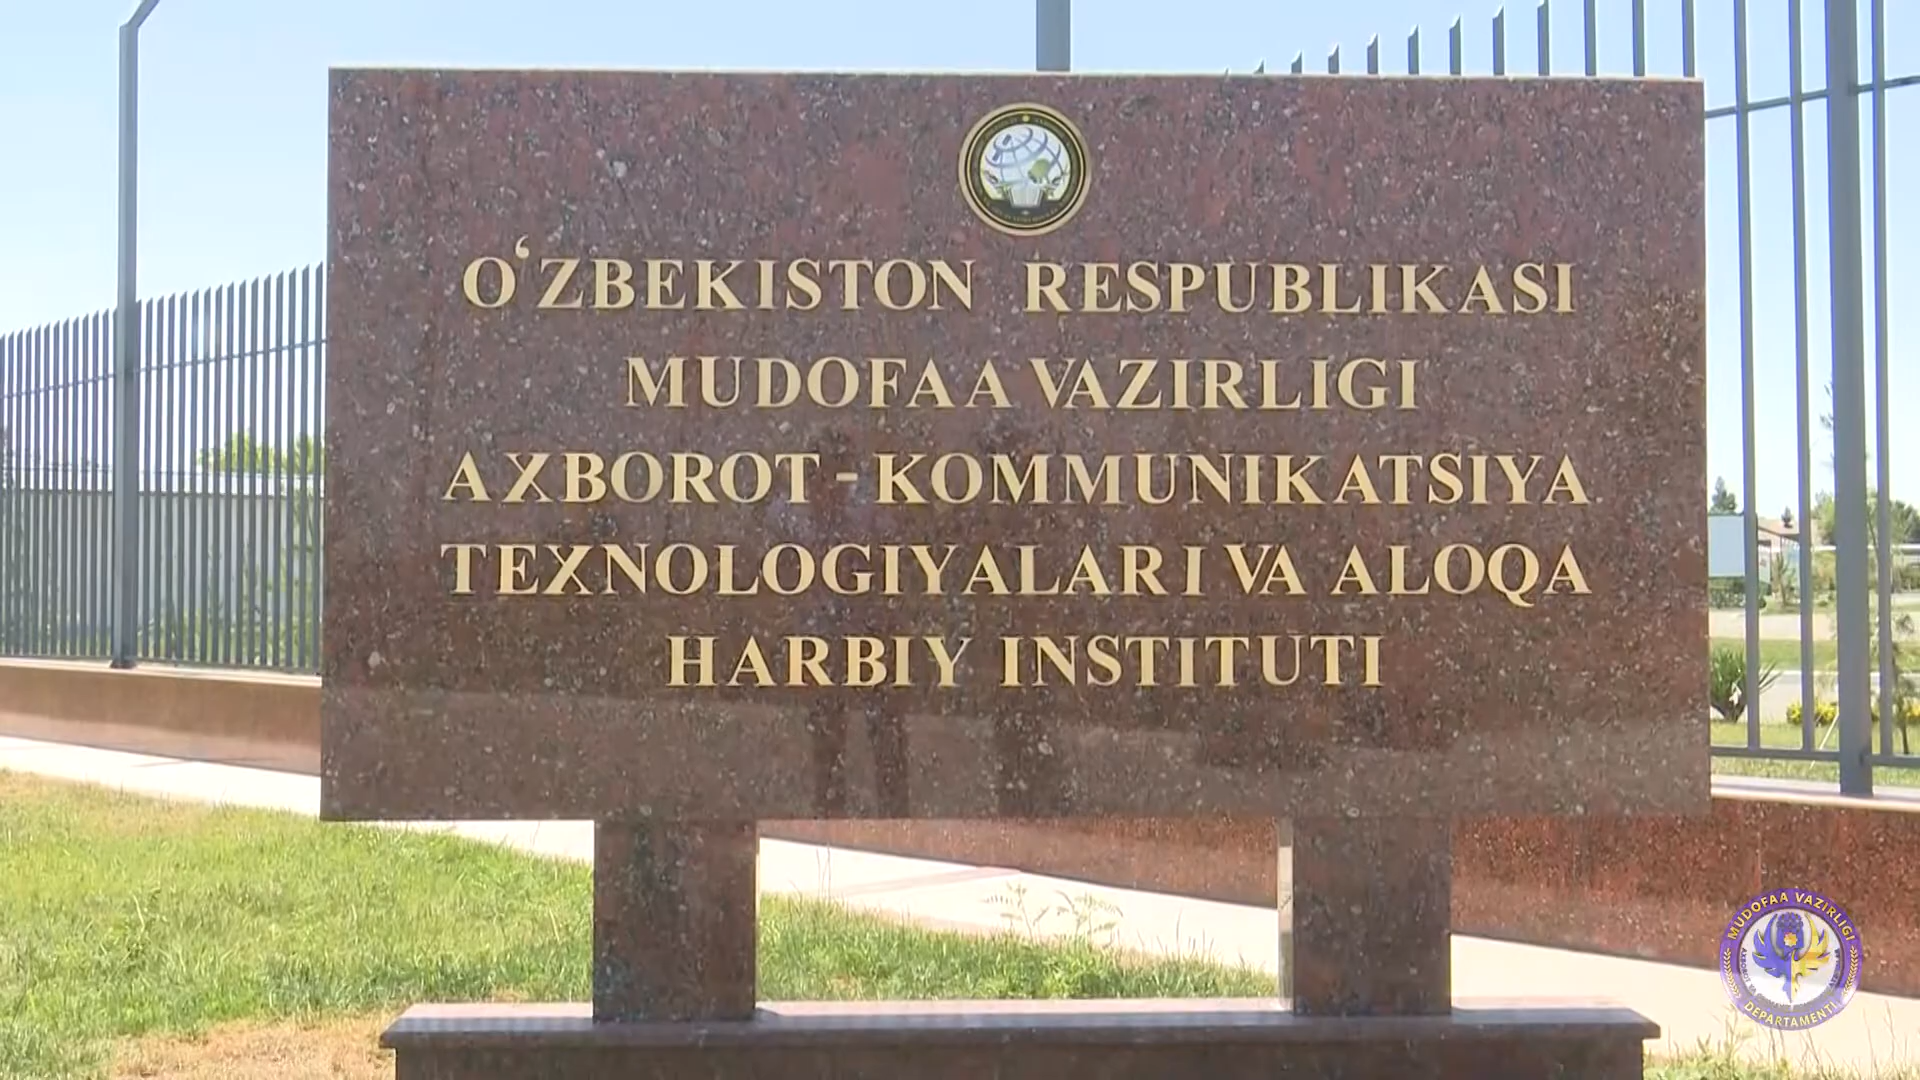 O‘ZBEKISTON RESPUBLIKASI
MUDOFAA VAZIRLIGI
AXBOROT-KOMMUNIKATSIYA
TEXNOLOGIYALARI VA ALOQA
HARBIY INSTITUTI
MUDOFAA VAZIRLIGI
DEPARTAMENTI